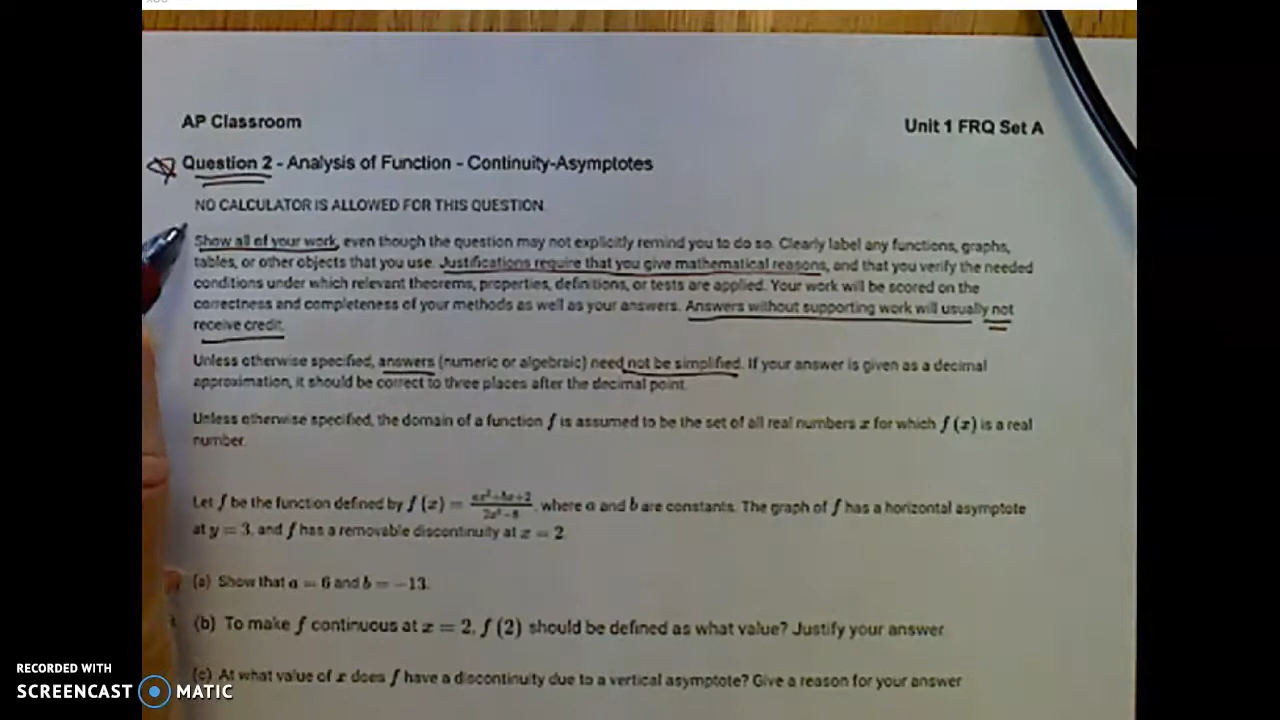 AP Classroom
Unit 1 FRQ Set A
Question 2 - Analysis of Function - Continuity-Asymptotes
NO CALCULATOR IS ALLOWED FOR THIS QUESTION.
Show all of your work, even though the question may not explicitly remind you to do so. Clearly label any functions, graphs,
tables, or other objects that you use. Justifications require that you give mathematical reasons, and that you verify the needed
conditions under which relevant theorems, properties, definitions, or tests are applied. Your work will be scored on the
correctness and completeness of your methods as well as your answers. Answers without supporting work will usually not
receive credit.
Unless otherwise specified, answers (numeric or algebraic) need not be simplified. If your answer is given as a decimal
approximation, it should be correct to three places after the decimal point.
Unless otherwise specified, the domain of a function f is assumed to be the set of all real numbers x for which f (x) is a real
number.
Let f be the function defined by f (x) = (ax²+bx+2)/(2x²−8), where a and b are constants. The graph of f has a horizontal asymptote
at y = 3, and f has a removable discontinuity at x = 2.
(a) Show that a = 6 and b = −13.
(b) To make f continuous at x = 2, f (2) should be defined as what value? Justify your answer.
(c) At what value of x does f have a discontinuity due to a vertical asymptote? Give a reason for your answer.
RECORDED WITH
SCREENCAST MATIC